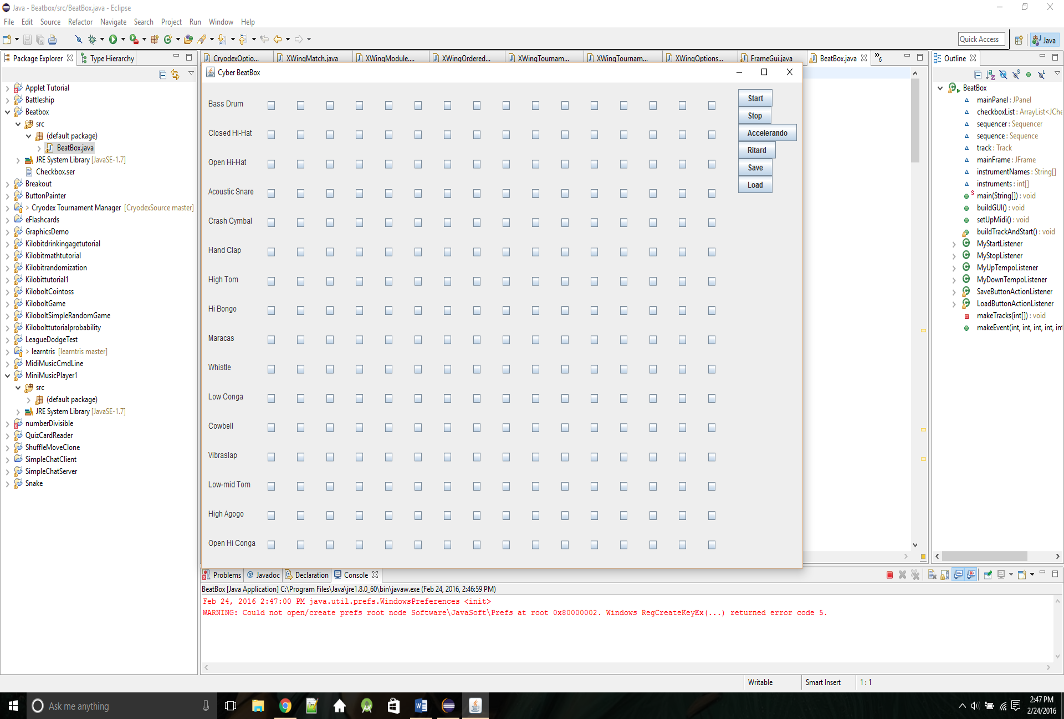 Java - Beatbox/src/BeatBox.java - Eclipse
File Edit Source Refactor Navigate Search Project Run Window Help
Quick Access
Java
Package Explorer
Type Hierarchy
Applet Tutorial
Battleship
Beatbox
src
(default package)
BeatBox.java
JRE System Library [JavaSE-1.7]
Checkbox.ser
Breakout
ButtonPainter
> Cryodex Tournament Manager [CryodexSource master]
eFlashcards
GraphicsDemo
Kilobitdrinkingagetutorial
Kilobitmathtutorial
Kilobitrandomization
Kilobittutorial1
KiloboltCointoss
KiloboltGame
KiloboltSimpleRandomGame
Kilobolttutorialprobability
LeagueDodgeTest
> learntris [learntris master]
MidiMusicCmdLine
MiniMusicPlayer1
src
(default package)
JRE System Library [JavaSE-1.7]
numberDivisible
QuizCardReader
ShuffleMoveClone
SimpleChatClient
SimpleChatServer
Snake
CryodexOptio...
XWingMatch.java
XWingModule....
XWingOrdered...
XWingTournam...
XWingTournam...
XWingOptions...
FrameGui.java
BeatBox.java
Cyber BeatBox
Bass Drum
Closed Hi-Hat
Open Hi-Hat
Acoustic Snare
Crash Cymbal
Hand Clap
High Tom
Hi Bongo
Maracas
Whistle
Low Conga
Cowbell
Vibraslap
Low-mid Tom
High Agogo
Open Hi Conga
Start
Stop
Accelerando
Ritard
Save
Load
Outline
BeatBox
mainPanel : JPanel
checkboxList : ArrayList<JCheckb
sequencer : Sequencer
sequence : Sequence
track : Track
mainFrame : JFrame
instrumentNames : String[]
instruments : int[]
main(String[]) : void
buildGUI() : void
setUpMidi() : void
buildTrackAndStart() : void
MyStartListener
MyStopListener
MyUpTempoListener
MyDownTempoListener
SaveButtonActionListener
LoadButtonActionListener
makeTracks(int[]) : void
makeEvent(int, int, int, int, int
Problems
Javadoc
Declaration
Console
BeatBox [Java Application] C:\Program Files\Java\jre1.8.0_60\bin\javaw.exe (Feb 24, 2016, 2:46:59 PM)
Feb 24, 2016 2:47:00 PM java.util.prefs.WindowsPreferences <init>
WARNING: Could not open/create prefs root node Software\JavaSoft\Prefs at root 0x80000002. Windows RegCreateKeyEx(...) returned error code 5.
Writable
Smart Insert
1 : 1
Ask me anything
2:47 PM
2/24/2016